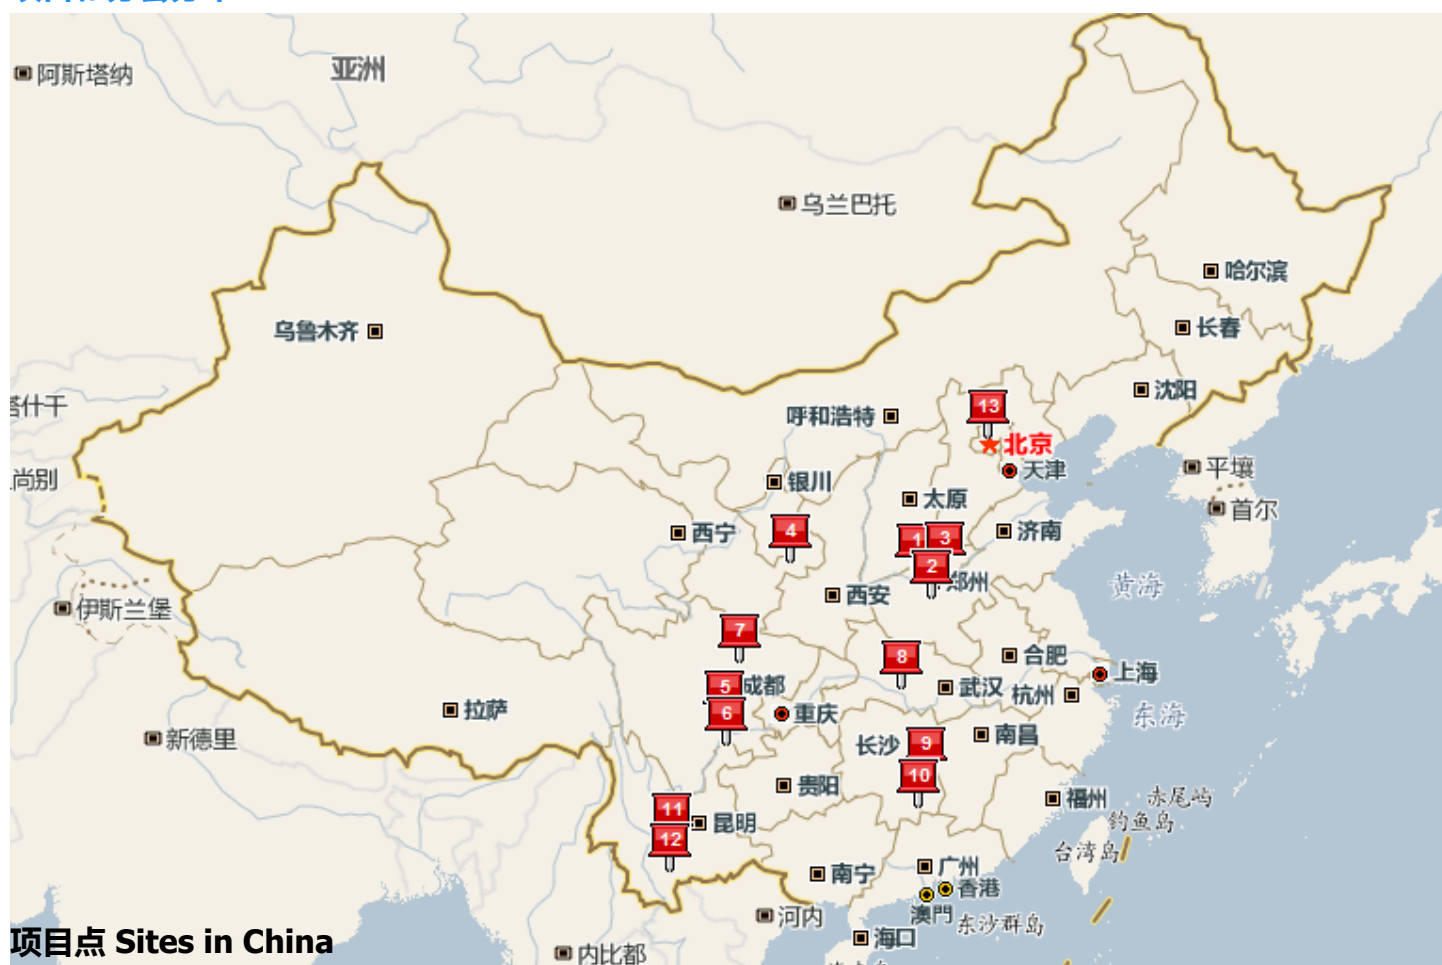 亚洲
阿斯塔纳
乌兰巴托
哈尔滨
长春
乌鲁木齐
沈阳
塔什干
13
呼和浩特
北京
平壤
天津
尚别
银川
太原
首尔
4
西宁
1
3
济南
2
郑州
黄海
西安
伊斯兰堡
7
8
合肥
上海
5
成都
武汉
杭州
拉萨
6
重庆
东海
新德里
长沙
9
南昌
10
贵阳
福州
赤尾屿
11
昆明
钓鱼岛
12
台湾岛
南宁
广州
香港
河内
澳門
东沙群岛
项目点 Sites in China
海口
内比都